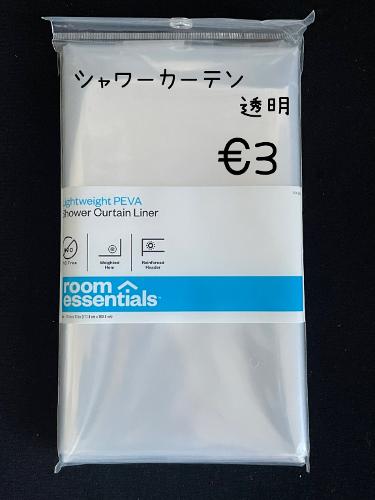 シャワーカーテン
透明
€3
Lightweight PEVA
Shower Curtain Liner
Weighted
Hem
Reinforced
Header
room
essentials